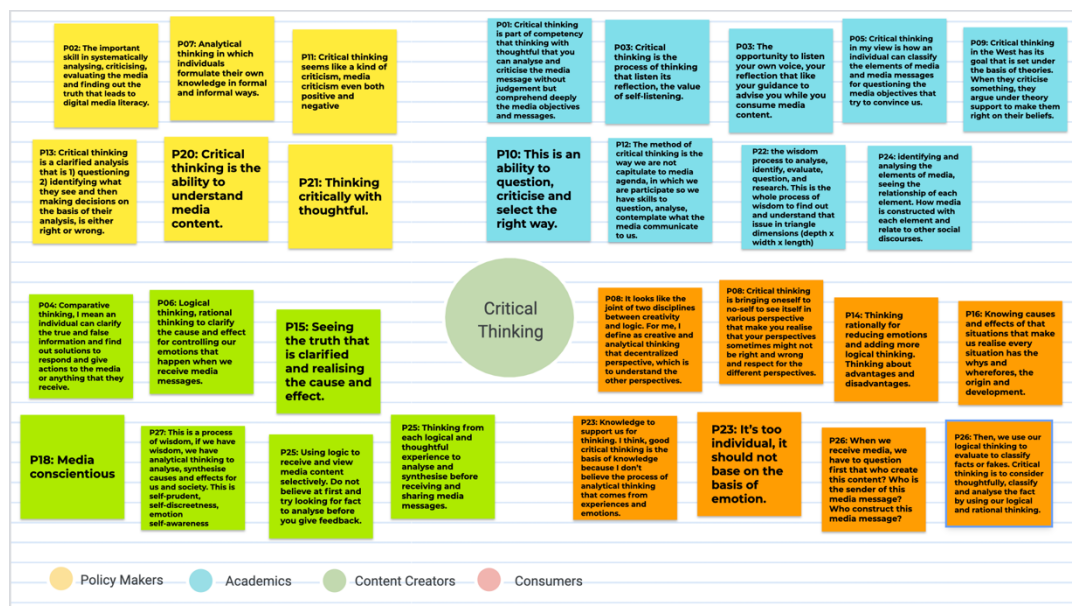 P02: The important
skill in systematically
analysing, criticising,
evaluating the media
and finding out the
truth that leads to
digital media literacy.
P07: Analytical
thinking in which
individuals
formulate their own
knowledge in formal
and informal ways.
P11: Critical thinking
seems like a kind of
criticism, media
criticism even both
positive and
negative
P01: Critical thinking
is part of competency
that thinking with
thoughtful that you
can analyse and
criticise the media
message without
judgement but
comprehend deeply
the media objectives
and messages.
P03: Critical
thinking is the
process of thinking
that listen its
reflection, the value
of self-listening.
P03: The
opportunity to listen
your own voice, your
reflection that like
your guidance to
advise you while you
consume media
content.
P05: Critical thinking
in my view is how an
individual can classify
the elements of media
and media messages
for questioning the
media objectives that
try to convince us.
P09: Critical thinking
in the West has its
goal that is set under
the basis of theories.
When they criticise
something, they
argue under theory
support to make them
right on their beliefs.
P13: Critical thinking
is a clarified analysis
that is 1) questioning
2) identifying what
they see and then
making decisions on
the basis of their
analysis, is either
right or wrong.
P20: Critical
thinking is the
ability to
understand
media
content.
P21: Thinking
critically with
thoughtful.
P10: This is an
ability to
question,
criticise and
select the
right way.
P12: The method of
critical thinking is the
way we are not
capitulate to media
agenda, in which we
are participate so we
have skills to
question, analyse,
contemplate what the
media communicate
to us.
P22: the wisdom
process to analyse,
identify, evaluate,
question, and
research. This is the
whole process of
wisdom to find out
and understand that
issue in triangle
dimensions (depth x
width x length)
P24: identifying and
analysing the
elements of media,
seeing the
relationship of each
element. How media
is constructed with
each element and
relate to other social
discourses.
Critical
Thinking
P04: Comparative
thinking, I mean an
individual can clarify
the true and false
information and find
out solutions to
respond and give
actions to the media
or anything that they
receive.
P06: Logical
thinking, rational
thinking to clarify
the cause and effect
for controlling our
emotions that
happen when we
receive media
messages.
P15: Seeing
the truth that
is clarified
and realising
the cause and
effect.
P08: It looks like the
joint of two disciplines
between creativity
and logic. For me, I
define as creative and
analytical thinking
that decentralized
perspective, which is
to understand the
other perspectives.
P08: Critical thinking
is bringing oneself to
no-self to see itself in
various perspective
that make you realise
that your perspectives
sometimes might not
be right and wrong
and respect for the
different perspectives.
P14: Thinking
rationally for
reducing emotions
and adding more
logical thinking.
Thinking about
advantages and
disadvantages.
P16: Knowing causes
and effects of that
situations that make
us realise every
situation has the
whys and
wherefores, the
origin and
development.
P18: Media
conscientious
P27: This is a process
of wisdom, if we have
wisdom, we have
analytical thinking to
analyse, synthesise
causes and effects for
us and society. This is
self-prudent,
self-discreetness,
emotion
self-awareness
P25: Using logic to
receive and view
media content
selectively. Do not
believe at first and
try looking for fact
to analyse before
you give feedback.
P25: Thinking from
each logical and
thoughtful
experience to
analyse and
synthesise before
receiving and
sharing media
messages.
P23: Knowledge to
support us for
thinking. I think, good
critical thinking is the
basis of knowledge
because I don't
believe the process of
analytical thinking
that comes from
experiences and
emotions.
P23: It's too
individual, it
should not
base on the
basis of
emotion.
P26: When we
receive media, we
have to question
first that who create
this content? Who is
the sender of this
media message?
Who construct this
media message?
P26: Then, we use our
logical thinking to
evaluate to classify
facts or fakes. Critical
thinking is to consider
thoughtfully, classify
and analyse the fact
by using our logical
and rational thinking.
Policy Makers
Academics
Content Creators
Consumers